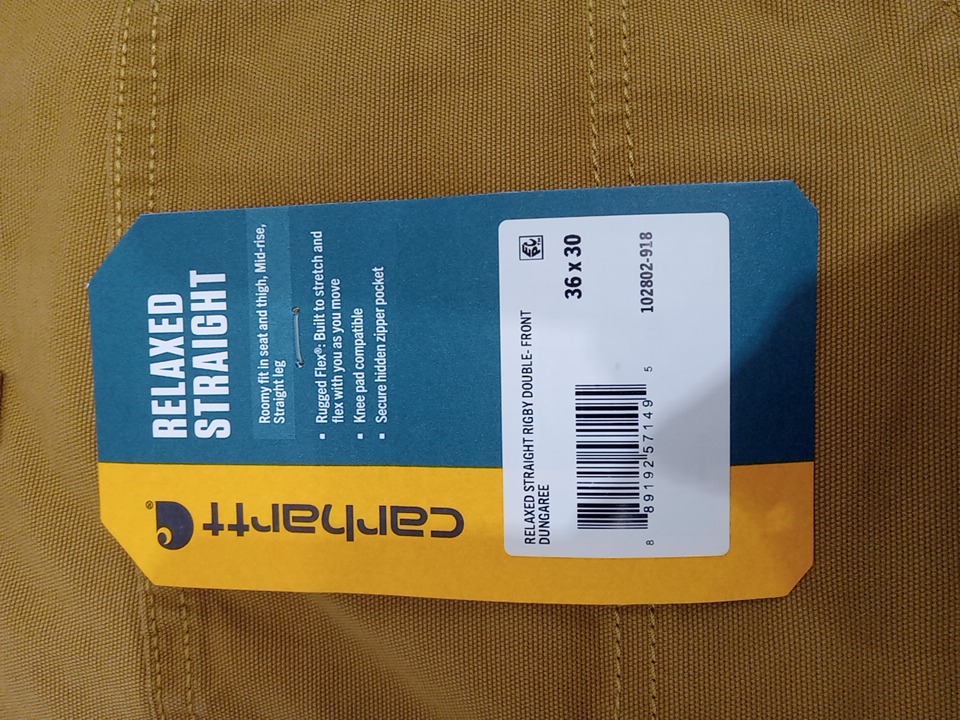 RELAXED
STRAIGHT
Roomy fit in seat and thigh, Mid-rise,
Straight leg
▪ Rugged Flex®: Built to stretch and
flex with you as you move
▪ Knee pad compatible
▪ Secure hidden zipper pocket
carhartt®
RELAXED STRAIGHT RIGBY DOUBLE- FRONT
DUNGAREE
36 x 30
8 89192 57149 5
102802-918